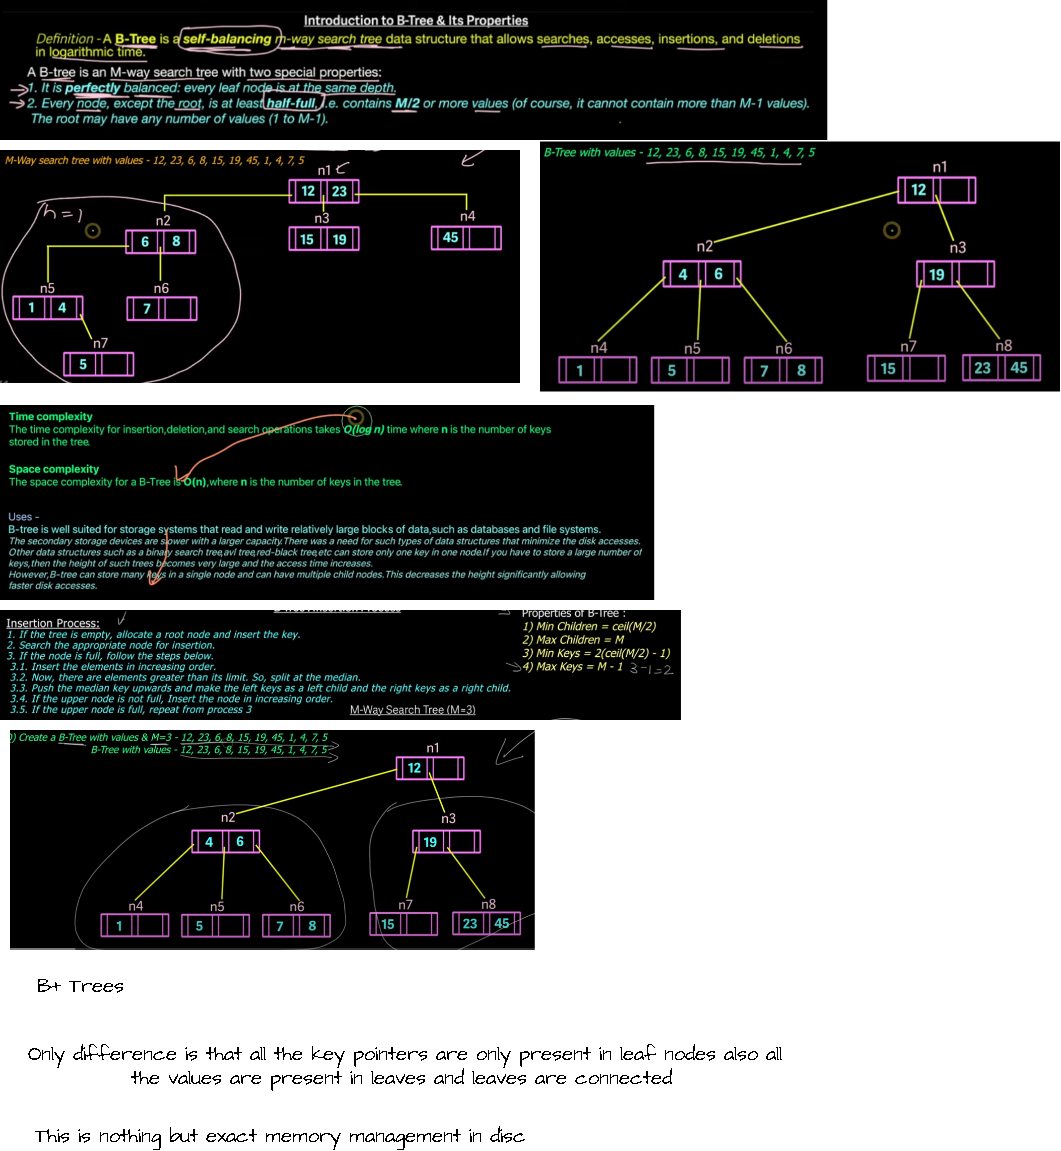 Introduction to B-Tree & Its Properties
Definition - A B-Tree is a self-balancing m-way search tree data structure that allows searches, accesses, insertions, and deletions
in logarithmic time.
A B-tree is an M-way search tree with two special properties:
1. It is perfectly balanced: every leaf node is at the same depth.
2. Every node, except the root, is at least half-full, i.e. contains M/2 or more values (of course, it cannot contain more than M-1 values).
The root may have any number of values (1 to M-1).
M-Way search tree with values - 12, 23, 6, 8, 15, 19, 45, 1, 4, 7, 5
n1
12 23
h=1
n2 n3 n4
6 8 15 19 45
n5 n6
1 4 7
n7
5
B-Tree with values - 12, 23, 6, 8, 15, 19, 45, 1, 4, 7, 5
n1
12
n2 n3
4 6 19
n4 n5 n6 n7 n8
1 5 7 8 15 23 45
Time complexity
The time complexity for insertion,deletion,and search operations takes O(log n) time where n is the number of keys
stored in the tree.
Space complexity
The space complexity for a B-Tree is O(n),where n is the number of keys in the tree.
Uses -
B-tree is well suited for storage systems that read and write relatively large blocks of data,such as databases and file systems.
The secondary storage devices are slower with a larger capacity.There was a need for such types of data structures that minimize the disk accesses.
Other data structures such as a binary search tree,avl tree,red-black tree,etc can store only one key in one node.If you have to store a large number of
keys,then the height of such trees becomes very large and the access time increases.
However,B-tree can store many keys in a single node and can have multiple child nodes.This decreases the height significantly allowing
faster disk accesses.
Insertion Process:
1. If the tree is empty, allocate a root node and insert the key.
2. Search the appropriate node for insertion.
3. If the node is full, follow the steps below.
3.1. Insert the elements in increasing order.
3.2. Now, there are elements greater than its limit. So, split at the median.
3.3. Push the median key upwards and make the left keys as a left child and the right keys as a right child.
3.4. If the upper node is not full, Insert the node in increasing order.
3.5. If the upper node is full, repeat from process 3
Properties of B-Tree :
1) Min Children = ceil(M/2)
2) Max Children = M
3) Min Keys = 2(ceil(M/2) - 1)
4) Max Keys = M - 1 3-1=2
M-Way Search Tree (M=3)
) Create a B-Tree with values & M=3 - 12, 23, 6, 8, 15, 19, 45, 1, 4, 7, 5
B-Tree with values - 12, 23, 6, 8, 15, 19, 45, 1, 4, 7, 5
n1
12
n2 n3
4 6 19
n4 n5 n6 n7 n8
1 5 7 8 15 23 45
B+ Trees
Only difference is that all the key pointers are only present in leaf nodes also all
the values are present in leaves and leaves are connected
This is nothing but exact memory management in disc